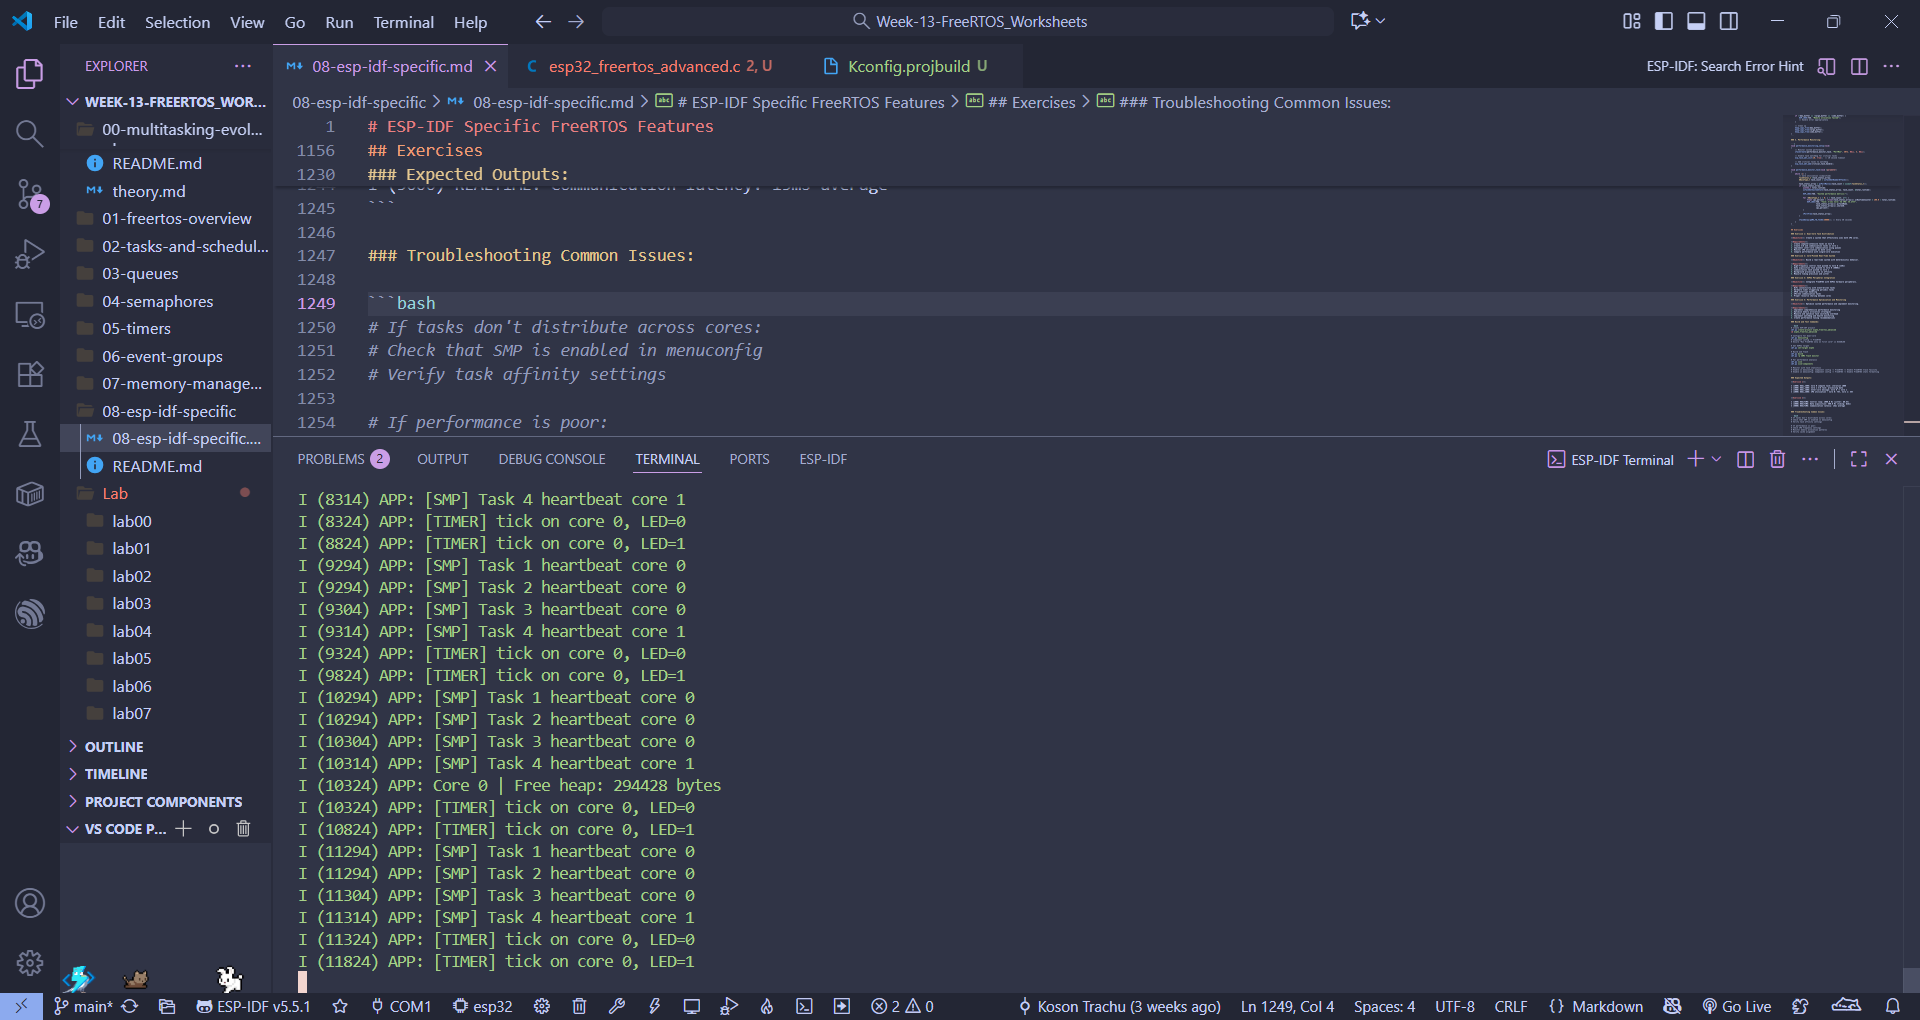 File Edit Selection View Go Run Terminal Help
Week-13-FreeRTOS_Worksheets
EXPLORER
08-esp-idf-specific.md
esp32_freertos_advanced.c 2, U
Kconfig.projbuild U
ESP-IDF: Search Error Hint
08-esp-idf-specific > 08-esp-idf-specific.md > # ESP-IDF Specific FreeRTOS Features > ## Exercises > ### Troubleshooting Common Issues:
WEEK-13-FREERTOS_WOR...
00-multitasking-evol...
README.md
theory.md
01-freertos-overview
02-tasks-and-schedul...
03-queues
04-semaphores
05-timers
06-event-groups
07-memory-manage...
08-esp-idf-specific
08-esp-idf-specific....
README.md
Lab
lab00
lab01
lab02
lab03
lab04
lab05
lab06
lab07
OUTLINE
TIMELINE
PROJECT COMPONENTS
VS CODE P...
7
1 # ESP-IDF Specific FreeRTOS Features
1156 ## Exercises
1230 ### Expected Outputs:
1245 ```
1246
1247 ### Troubleshooting Common Issues:
1248
1249 ```bash
1250 # If tasks don't distribute across cores:
1251 # Check that SMP is enabled in menuconfig
1252 # Verify task affinity settings
1253
1254 # If performance is poor:
PROBLEMS 2 OUTPUT DEBUG CONSOLE TERMINAL PORTS ESP-IDF
ESP-IDF Terminal
I (8314) APP: [SMP] Task 4 heartbeat core 1
I (8324) APP: [TIMER] tick on core 0, LED=0
I (8824) APP: [TIMER] tick on core 0, LED=1
I (9294) APP: [SMP] Task 1 heartbeat core 0
I (9294) APP: [SMP] Task 2 heartbeat core 0
I (9304) APP: [SMP] Task 3 heartbeat core 0
I (9314) APP: [SMP] Task 4 heartbeat core 1
I (9324) APP: [TIMER] tick on core 0, LED=0
I (9824) APP: [TIMER] tick on core 0, LED=1
I (10294) APP: [SMP] Task 1 heartbeat core 0
I (10294) APP: [SMP] Task 2 heartbeat core 0
I (10304) APP: [SMP] Task 3 heartbeat core 0
I (10314) APP: [SMP] Task 4 heartbeat core 1
I (10324) APP: Core 0 | Free heap: 294428 bytes
I (10324) APP: [TIMER] tick on core 0, LED=0
I (10824) APP: [TIMER] tick on core 0, LED=1
I (11294) APP: [SMP] Task 1 heartbeat core 0
I (11294) APP: [SMP] Task 2 heartbeat core 0
I (11304) APP: [SMP] Task 3 heartbeat core 0
I (11314) APP: [SMP] Task 4 heartbeat core 1
I (11324) APP: [TIMER] tick on core 0, LED=0
I (11824) APP: [TIMER] tick on core 0, LED=1
main* ESP-IDF v5.5.1 COM1 esp32 2 0 Koson Trachu (3 weeks ago) Ln 1249, Col 4 Spaces: 4 UTF-8 CRLF {} Markdown Go Live